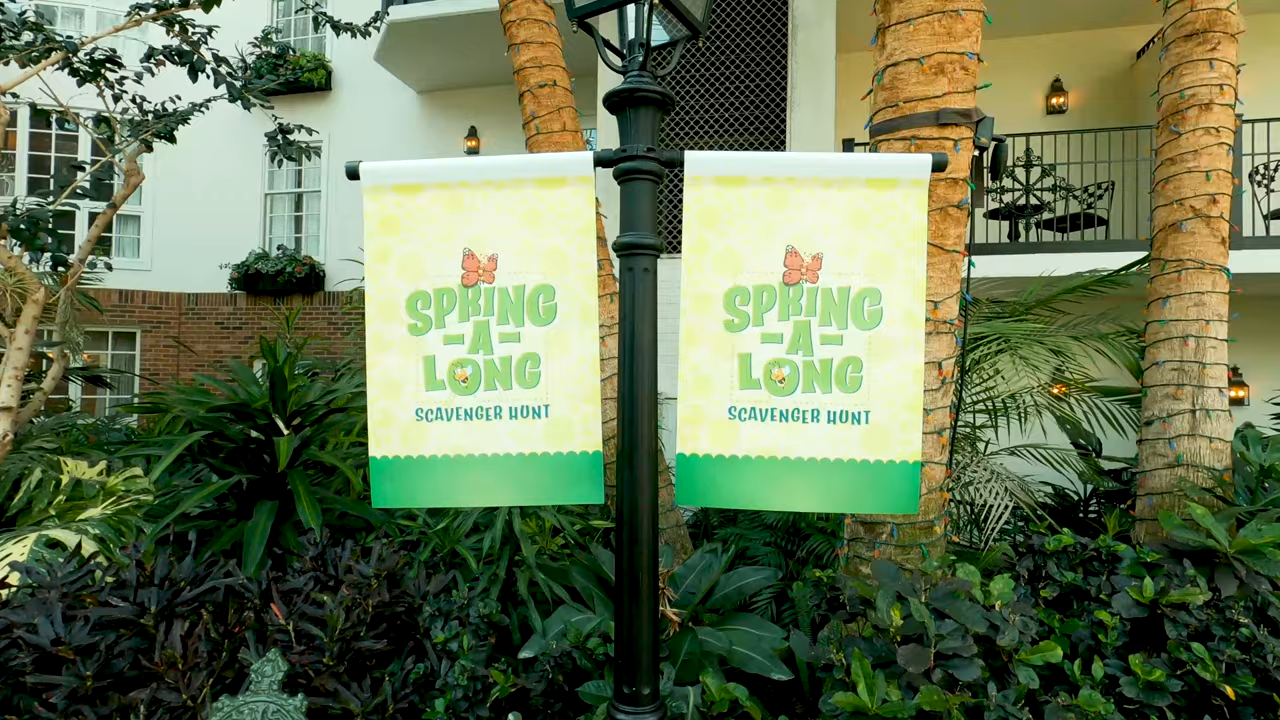 SPRING
-A-
LONG
SCAVENGER HUNT
SPRING
-A-
LONG
SCAVENGER HUNT